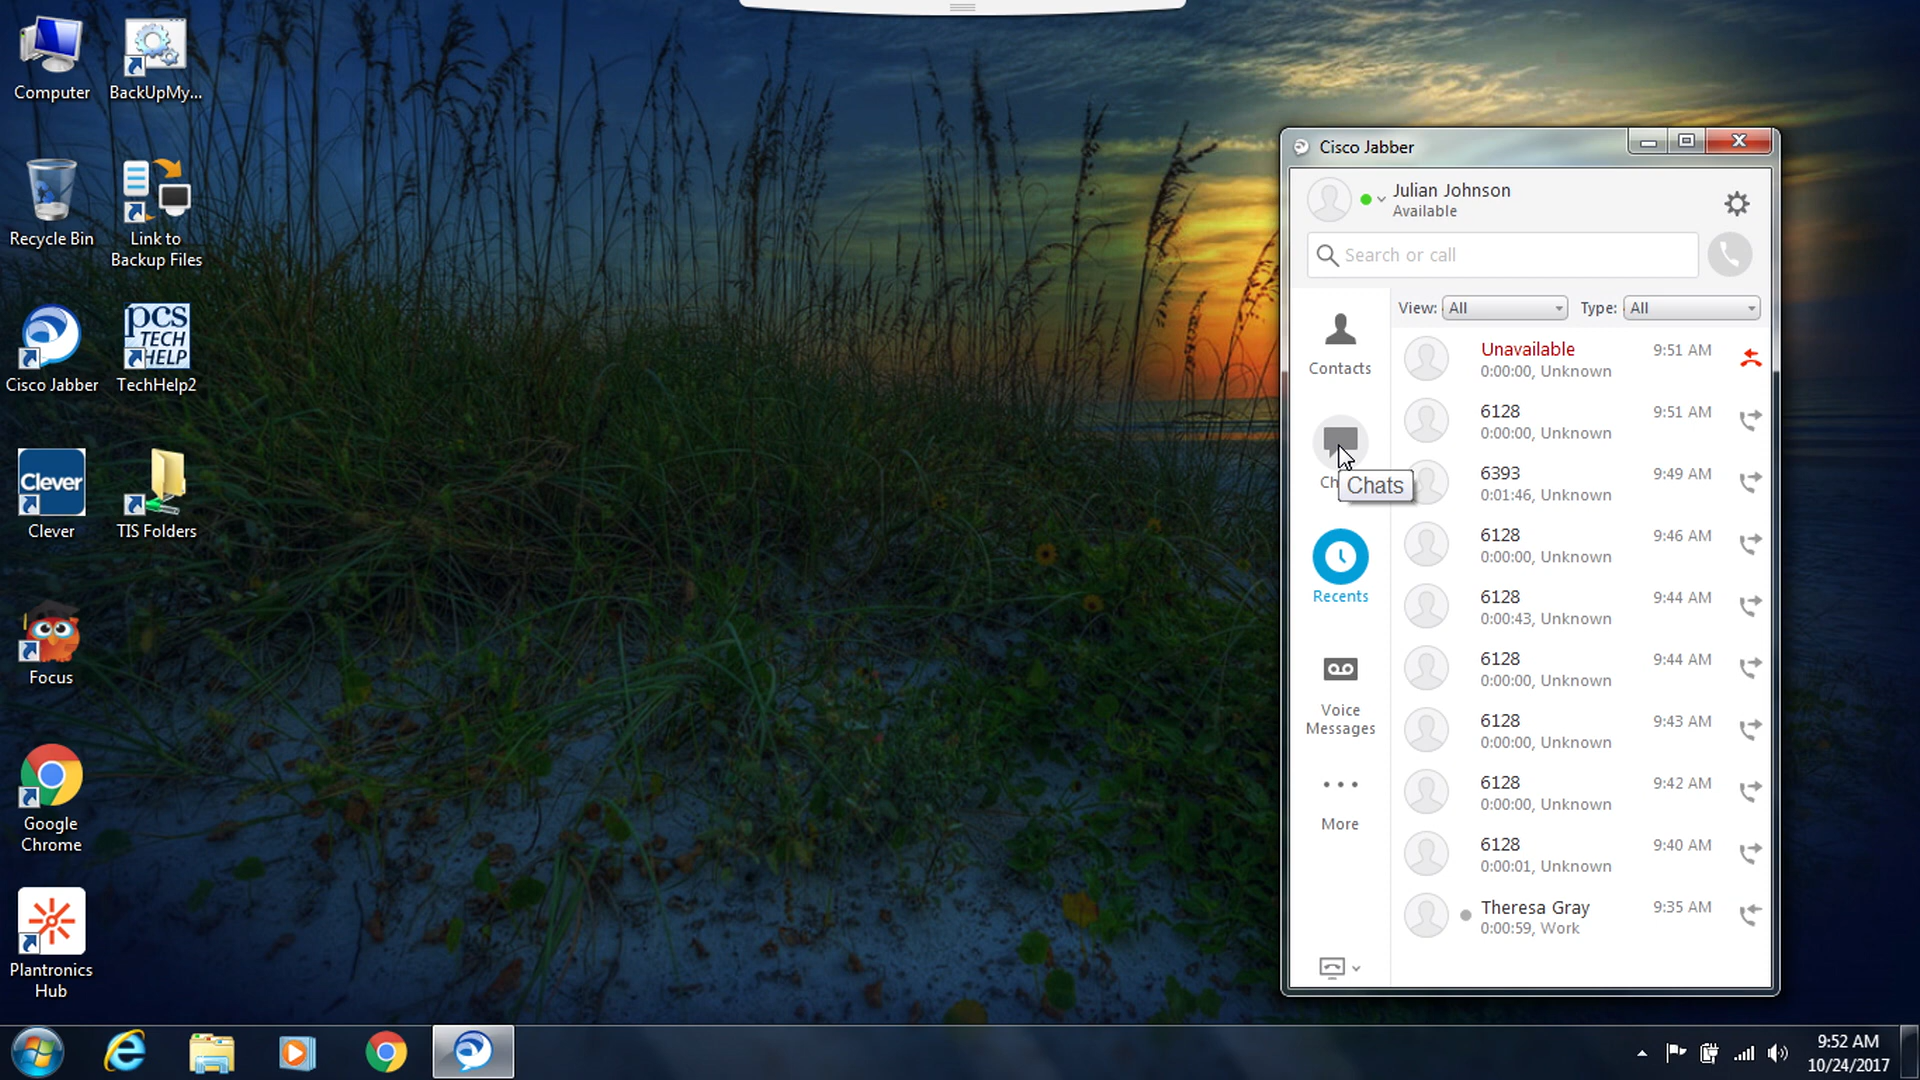 Computer
BackUpMy...
Recycle Bin
Link to
Backup Files
Cisco Jabber
pcs
TECH
HELP
TechHelp2
Clever
Clever
TIS Folders
Focus
Google
Chrome
Plantronics
Hub
Cisco Jabber
Julian Johnson
Available
Search or call
View: All Type: All
Contacts
Chats
Recents
Voice
Messages
More
Unavailable 9:51 AM
0:00:00, Unknown
6128 9:51 AM
0:00:00, Unknown
6393 9:49 AM
0:01:46, Unknown
6128 9:46 AM
0:00:00, Unknown
6128 9:44 AM
0:00:43, Unknown
6128 9:44 AM
0:00:00, Unknown
6128 9:43 AM
0:00:00, Unknown
6128 9:42 AM
0:00:00, Unknown
6128 9:40 AM
0:00:01, Unknown
Theresa Gray 9:35 AM
0:00:59, Work
9:52 AM
10/24/2017